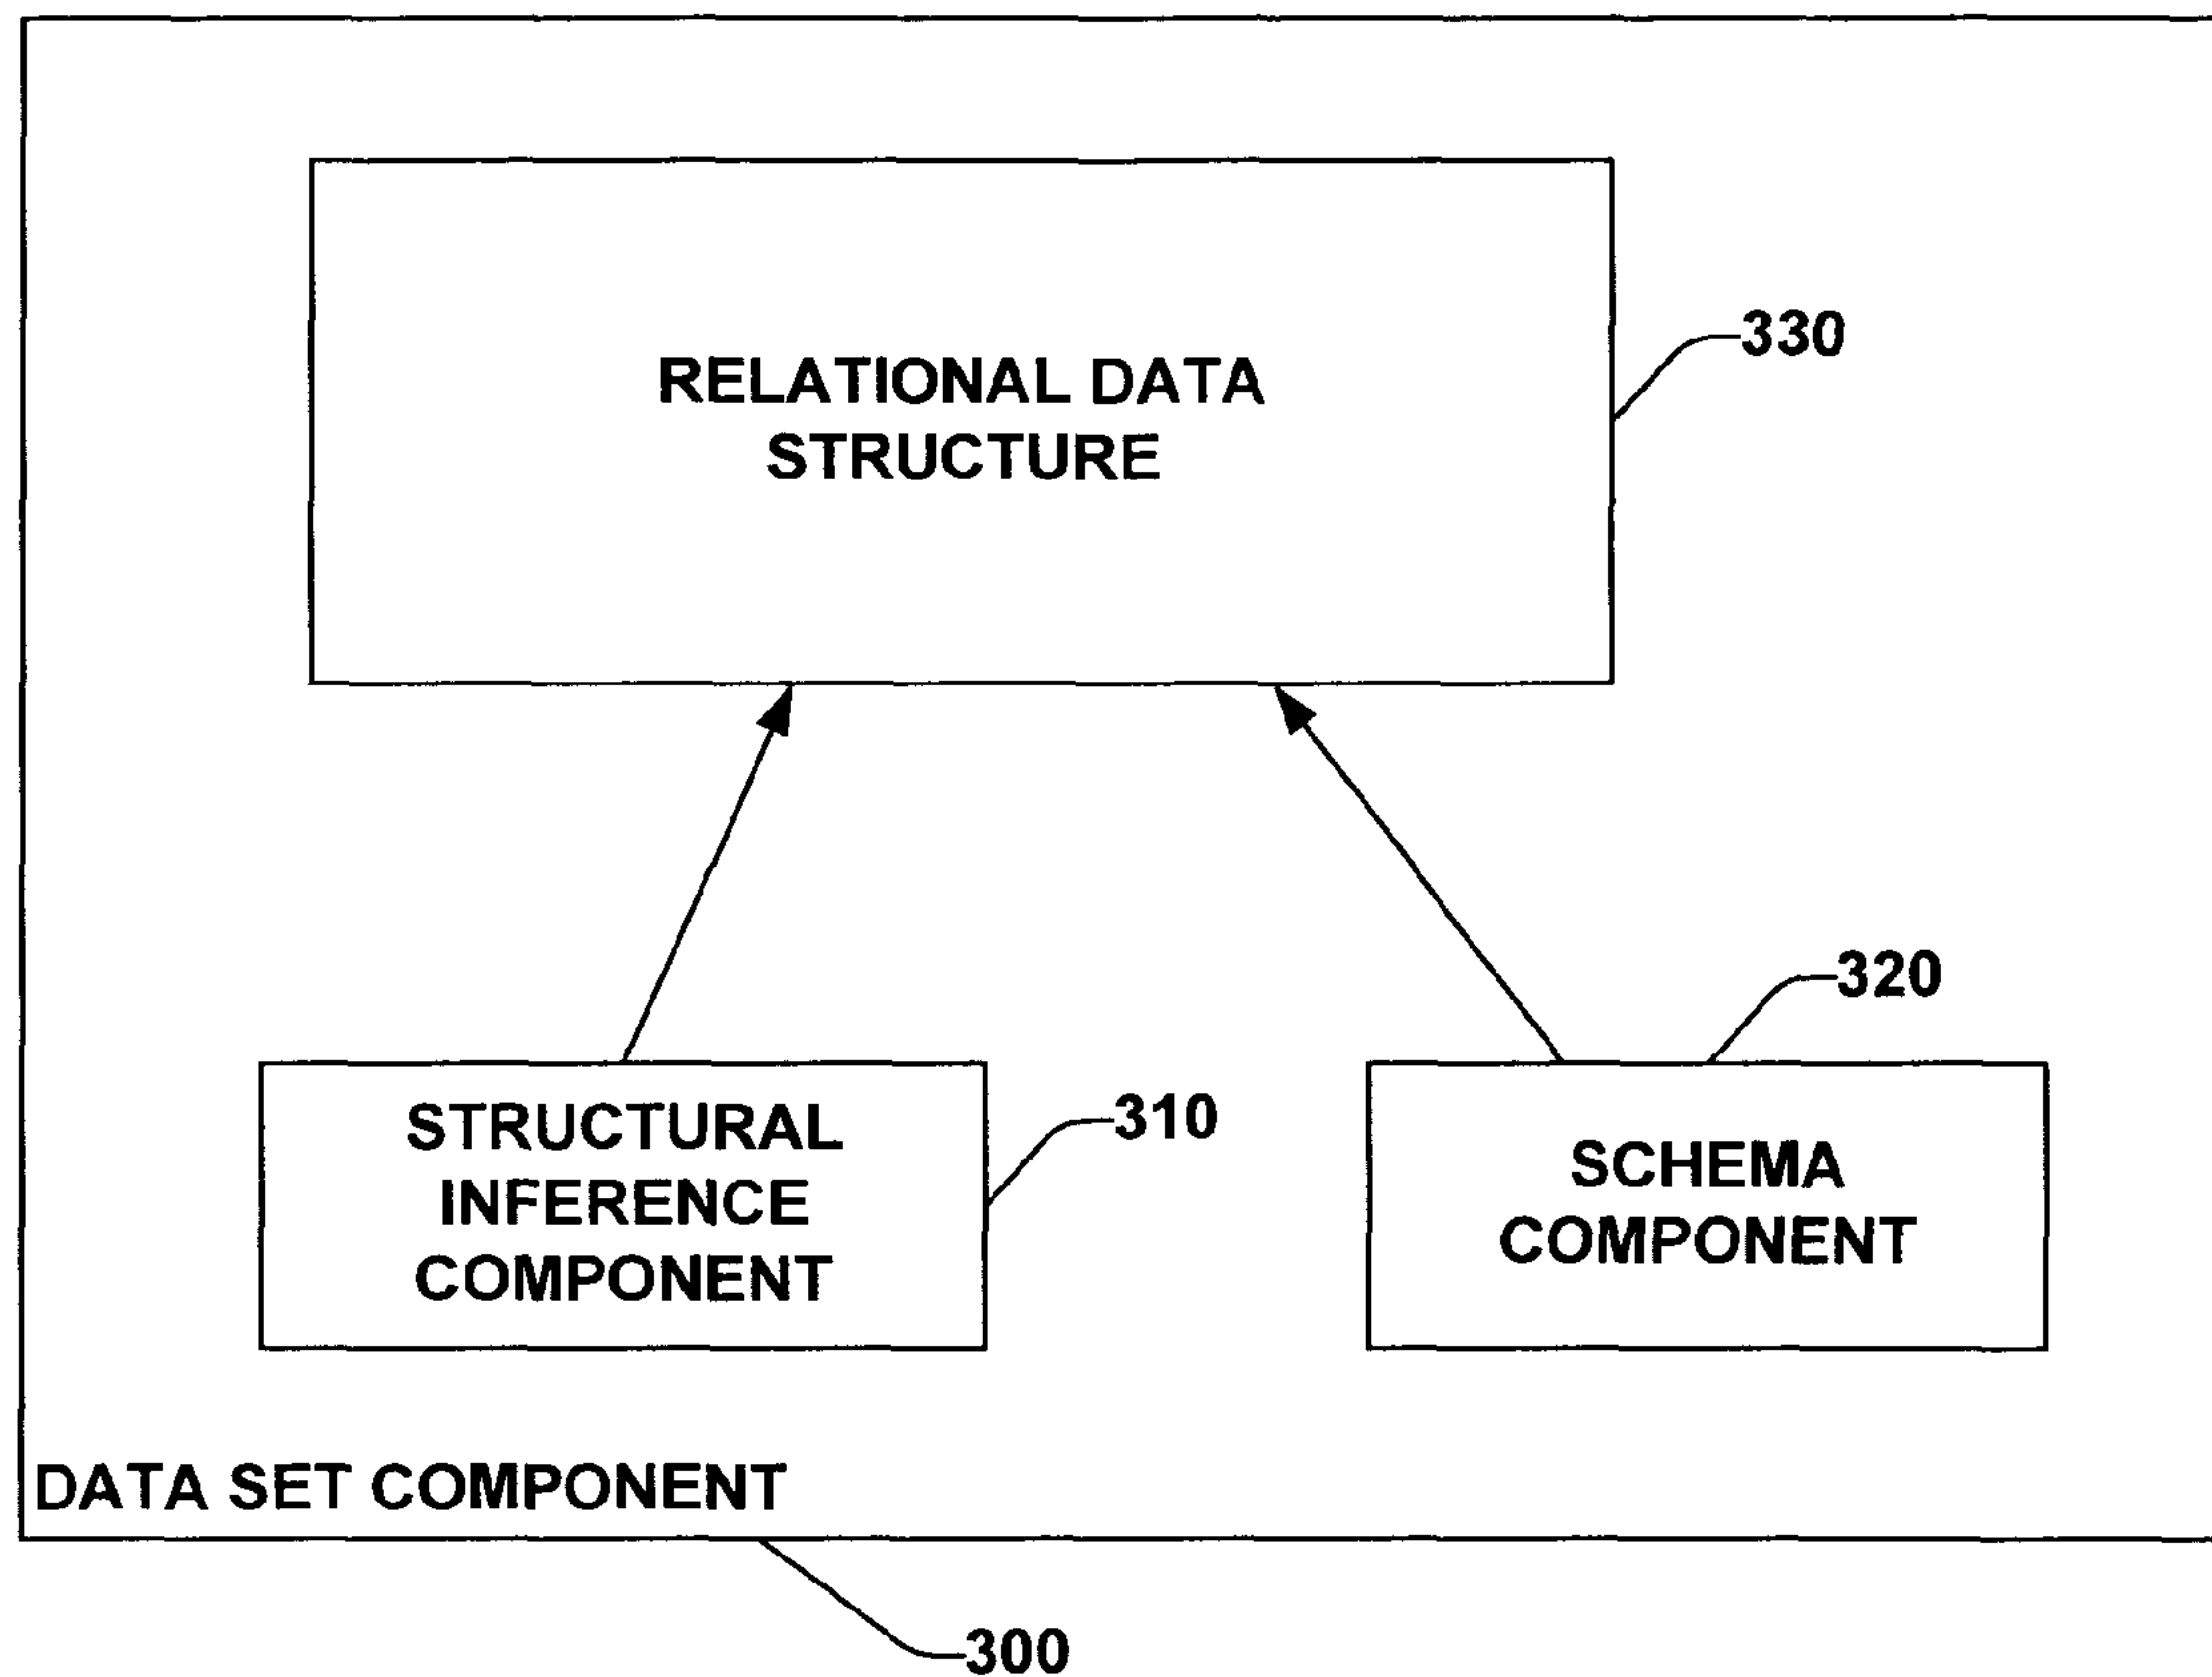 RELATIONAL DATA
STRUCTURE
330
320
310
STRUCTURAL
INFERENCE
COMPONENT
SCHEMA
COMPONENT
DATA SET COMPONENT
300